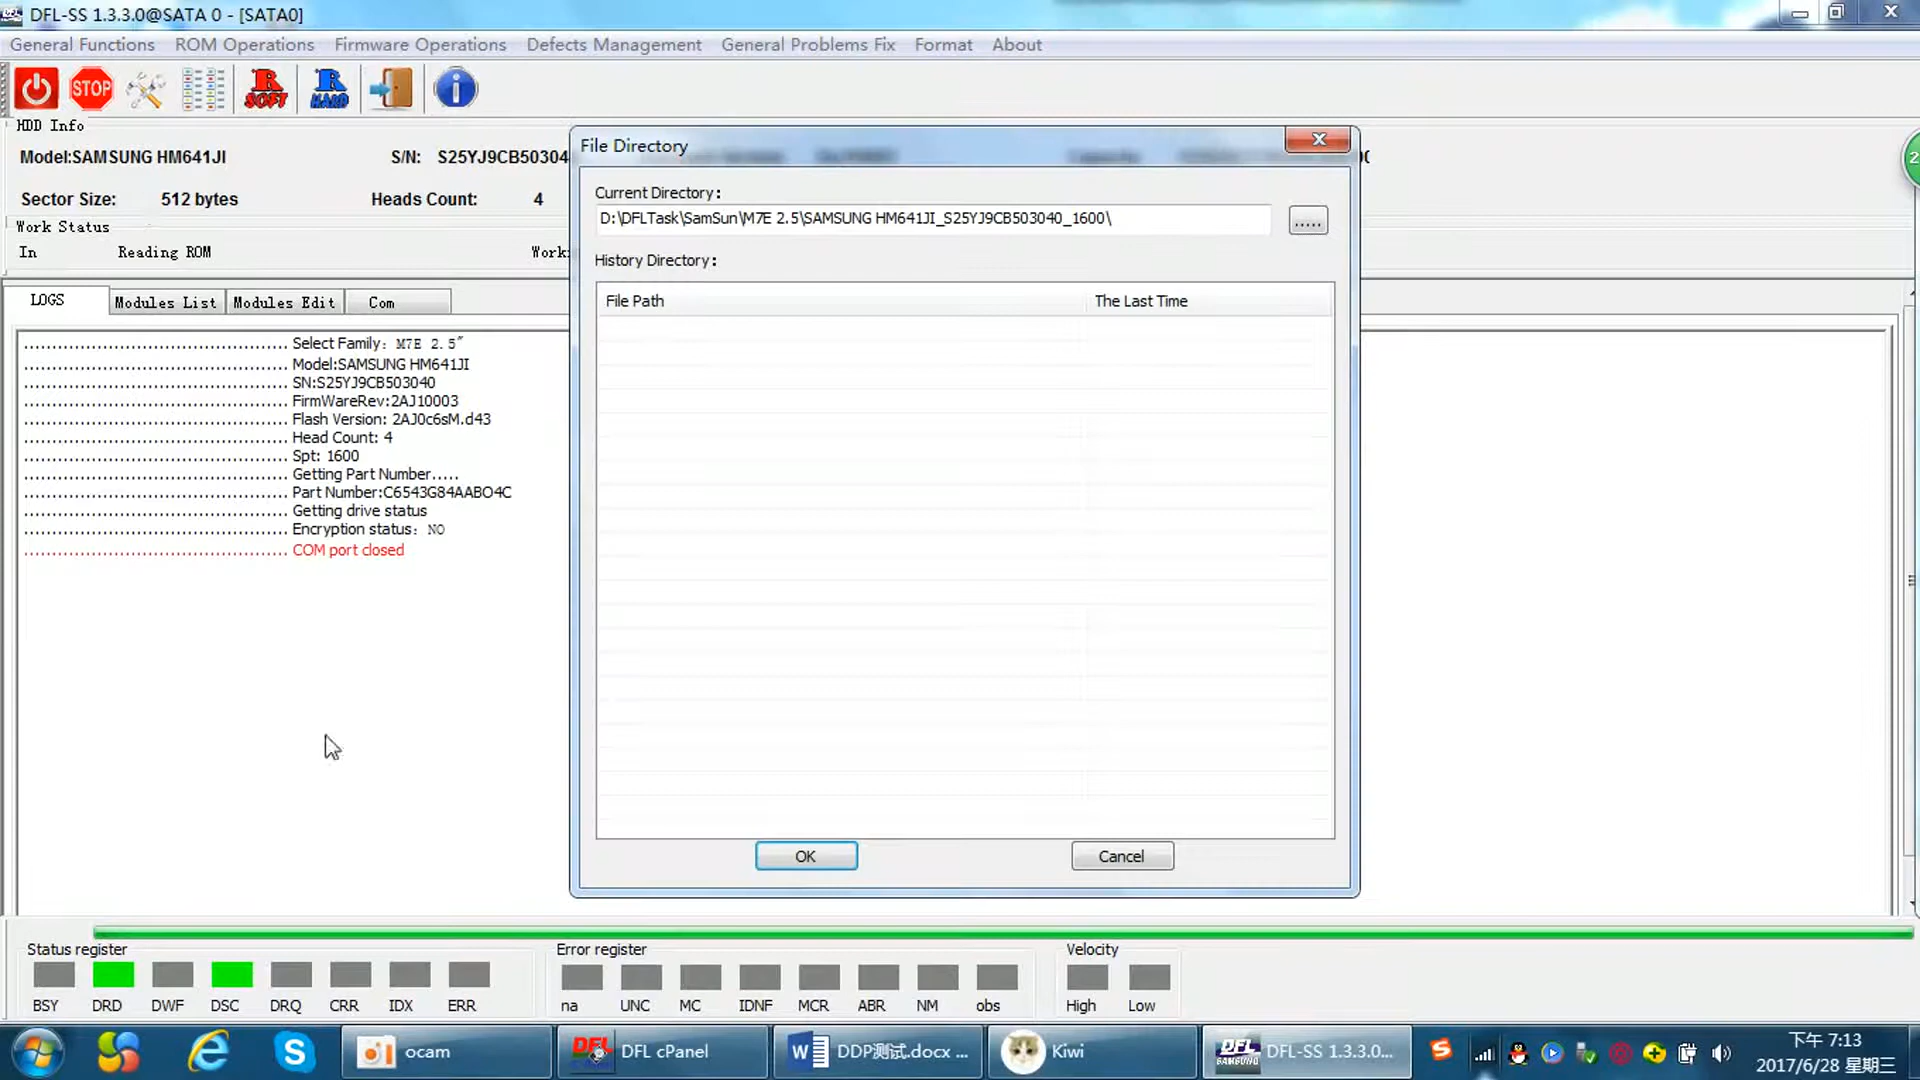 DFL-SS 1.3.3.0@SATA 0 - [SATA0]
General Functions ROM Operations Firmware Operations Defects Management General Problems Fix Format About
STOP R SOFT R HARD i
HDD Info
Model:SAMSUNG HM641JI S/N: S25YJ9CB50304
Sector Size: 512 bytes Heads Count: 4
Work Status
In Reading ROM Worki
LOGS Modules List Modules Edit Com
................................................ Select Family: M7E 2.5"
................................................ Model:SAMSUNG HM641JI
................................................ SN:S25YJ9CB503040
................................................ FirmWareRev:2AJ10003
................................................ Flash Version: 2AJ0c6sM.d43
................................................ Head Count: 4
................................................ Spt: 1600
................................................ Getting Part Number.....
................................................ Part Number:C6543G84AABO4C
................................................ Getting drive status
................................................ Encryption status: NO
................................................ COM port closed
File Directory
Current Directory:
D:\DFLTask\SamSun\M7E 2.5\SAMSUNG HM641JI_S25YJ9CB503040_1600\
.....
History Directory:
File Path The Last Time
OK Cancel
2
Status register Error register Velocity
BSY DRD DWF DSC DRQ CRR IDX ERR na UNC MC IDNF MCR ABR NM obs High Low
ocam DFL cPanel DDP测试.docx ... Kiwi DFL-SS 1.3.3.0...
下午 7:13
2017/6/28 星期三